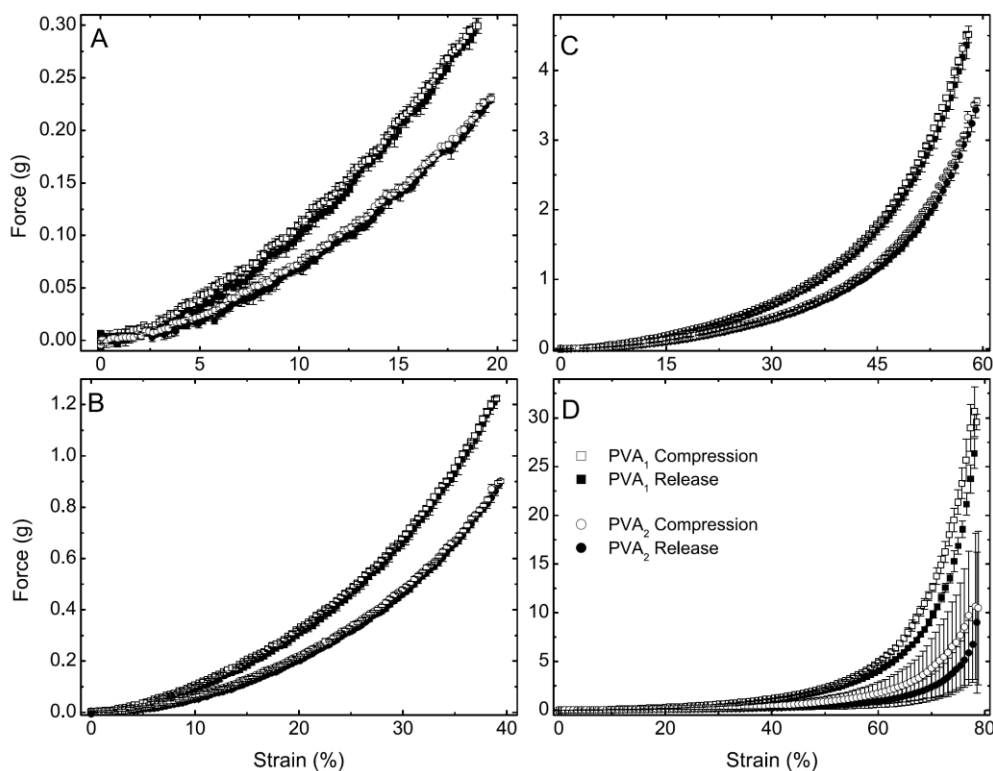 A
0.30
0.25
0.20
0.15
0.10
0.05
0.00
Force (g)
0 5 10 15 20
C
4
3
2
1
0
0 15 30 45 60
B
1.2
1.0
0.8
0.6
0.4
0.2
0.0
Force (g)
0 10 20 30 40
Strain (%)
D
30
25
20
15
10
5
0
PVA₁ Compression
PVA₁ Release
PVA₂ Compression
PVA₂ Release
0 20 40 60 80
Strain (%)